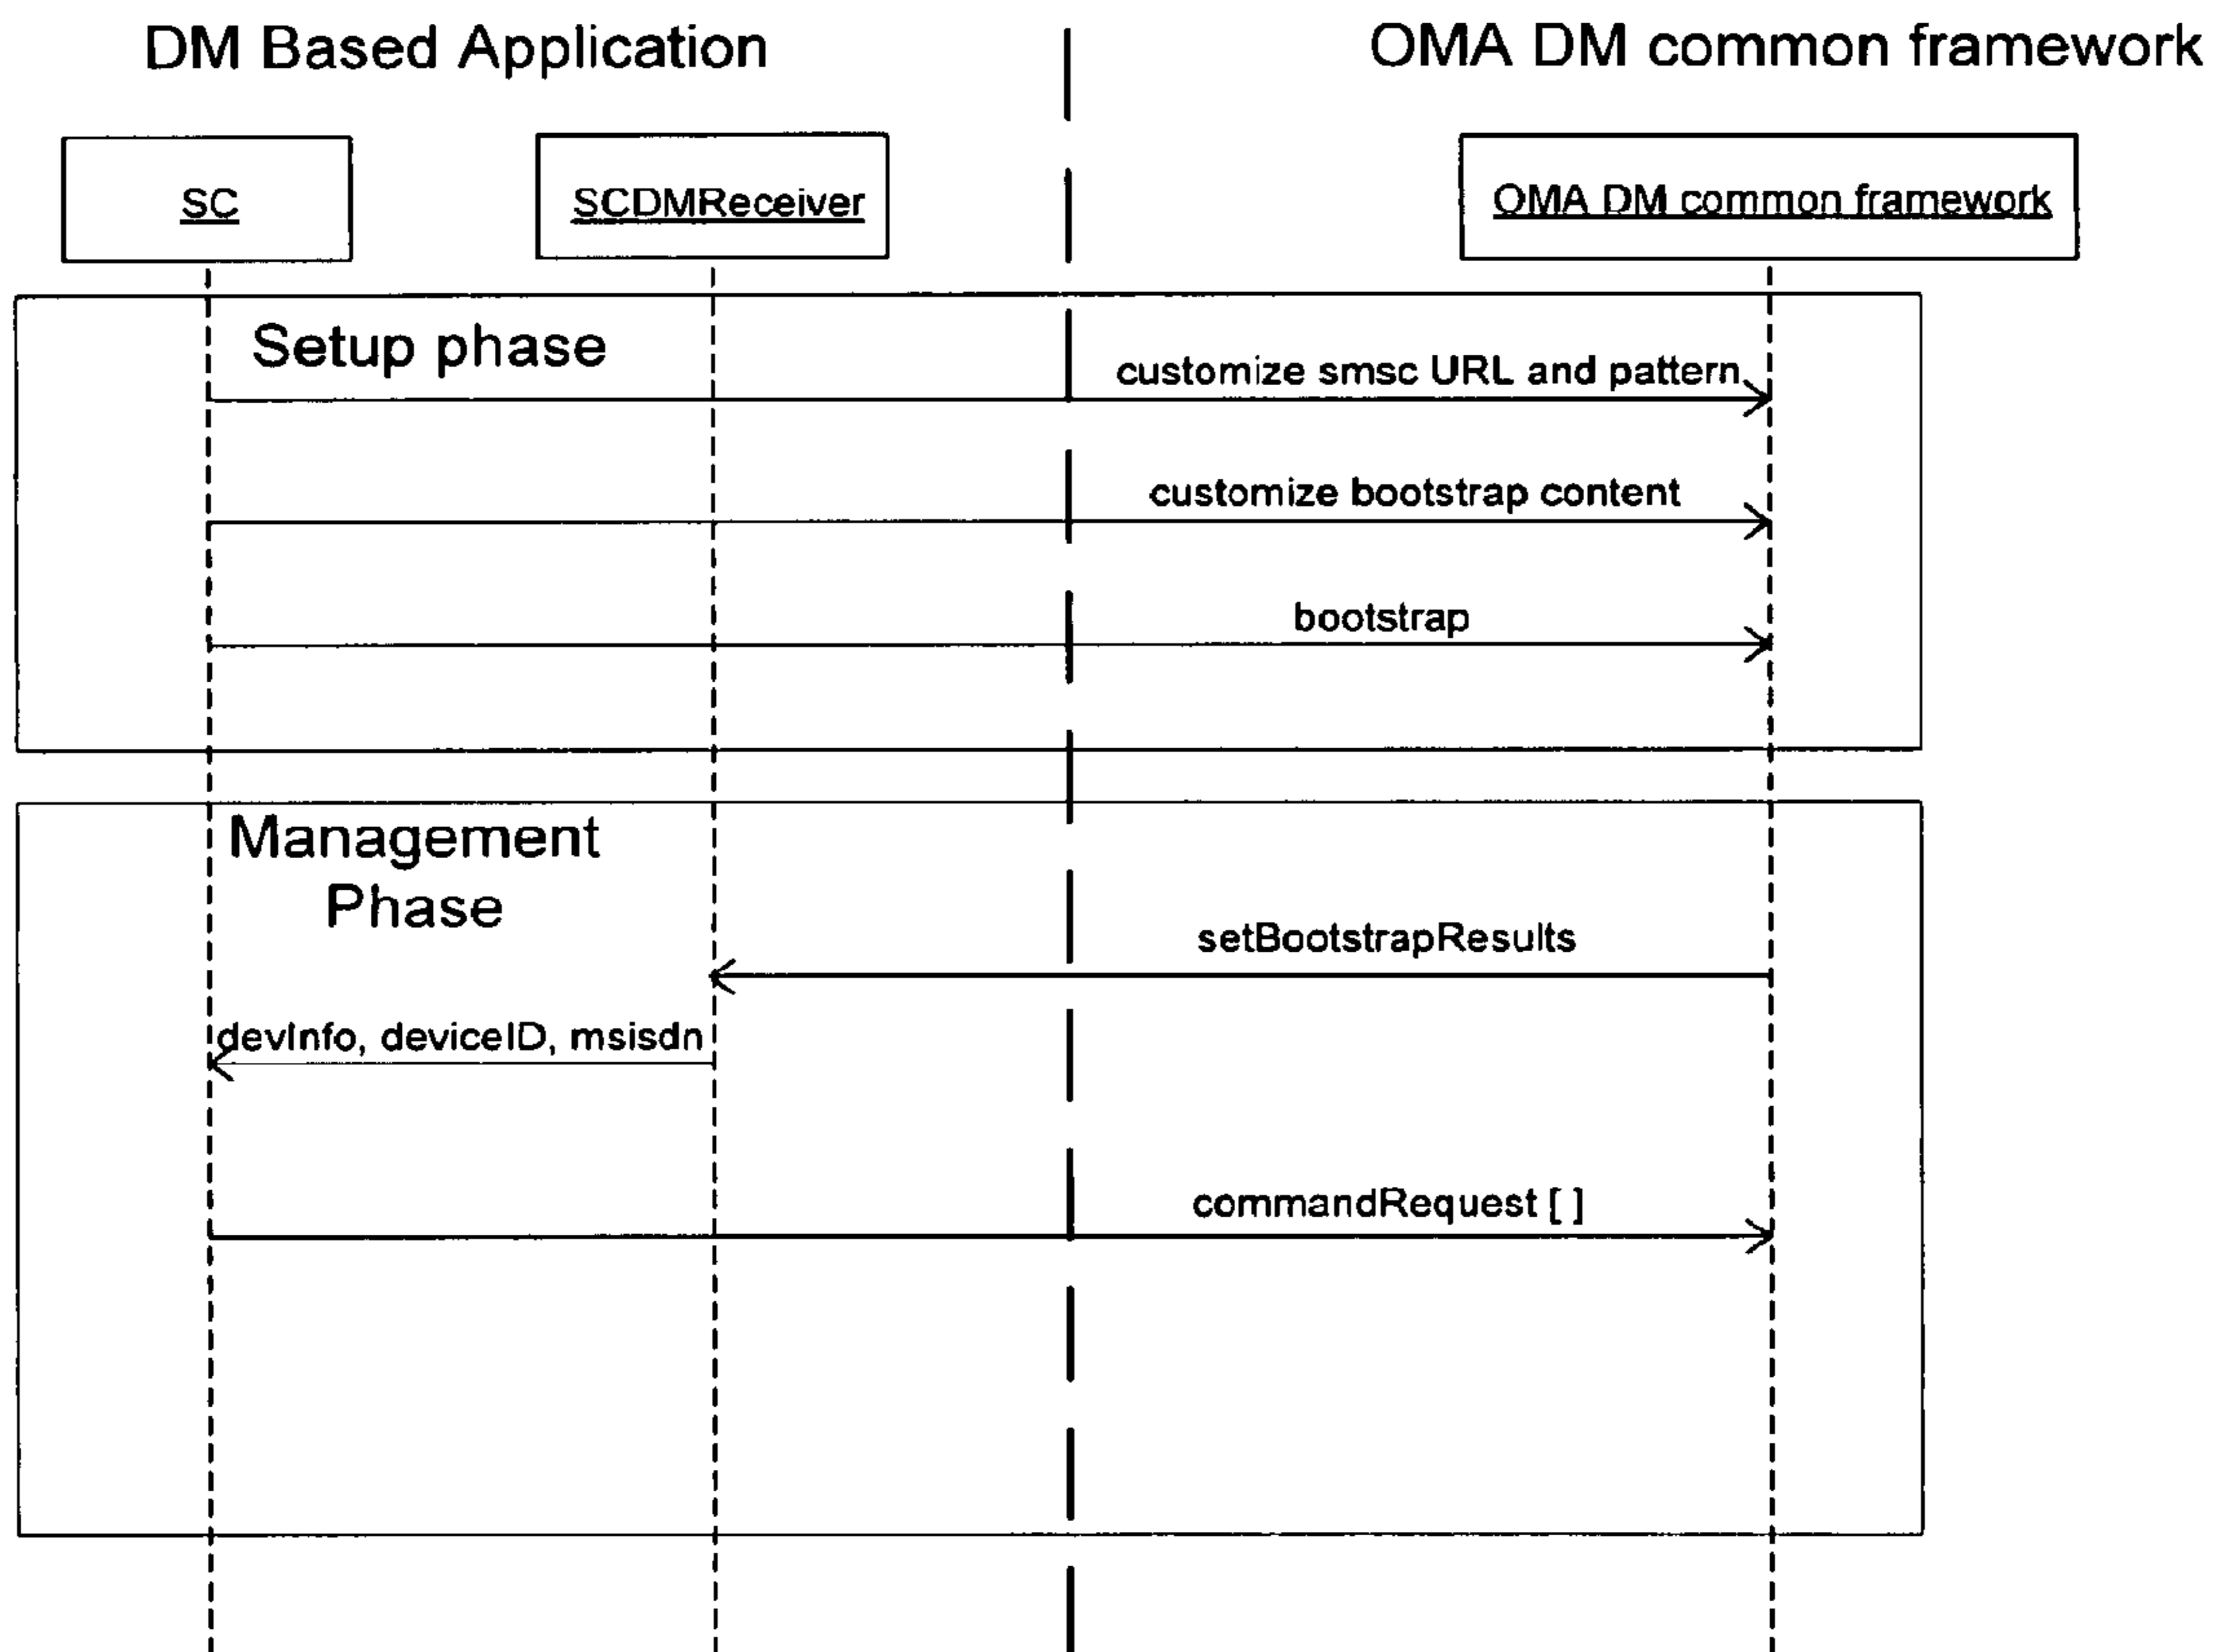 DM Based Application
OMA DM common framework
SC
SCDMReceiver
OMA DM common framework
Setup phase
customize smsc URL and pattern
customize bootstrap content
bootstrap
Management
Phase
setBootstrapResults
devInfo, deviceID, msisdn
commandRequest [ ]